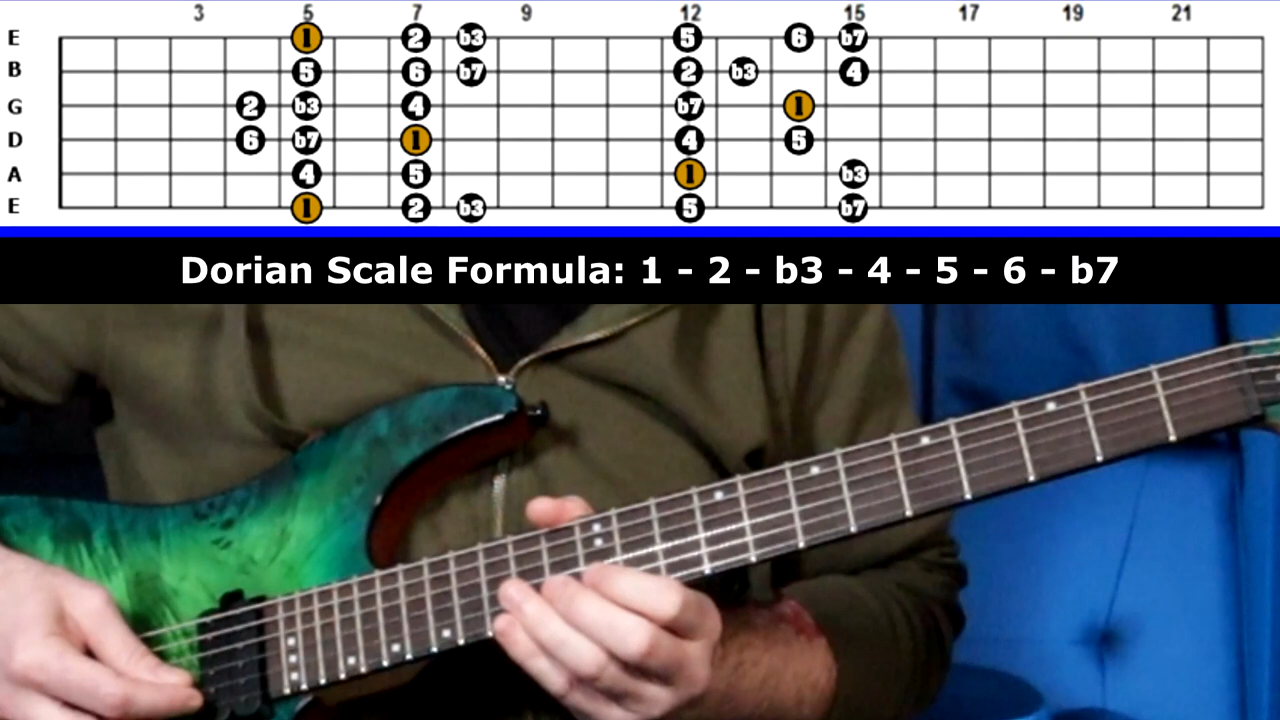 3 5 7 9 12 15 17 19 21
E 1 2 b3 5 6 b7
B 5 6 b7 2 b3 4
G 2 b3 4 b7 1
D 6 b7 1 4 5
A 4 5 1 b3
E 1 2 b3 5 b7
Dorian Scale Formula: 1 - 2 - b3 - 4 - 5 - 6 - b7